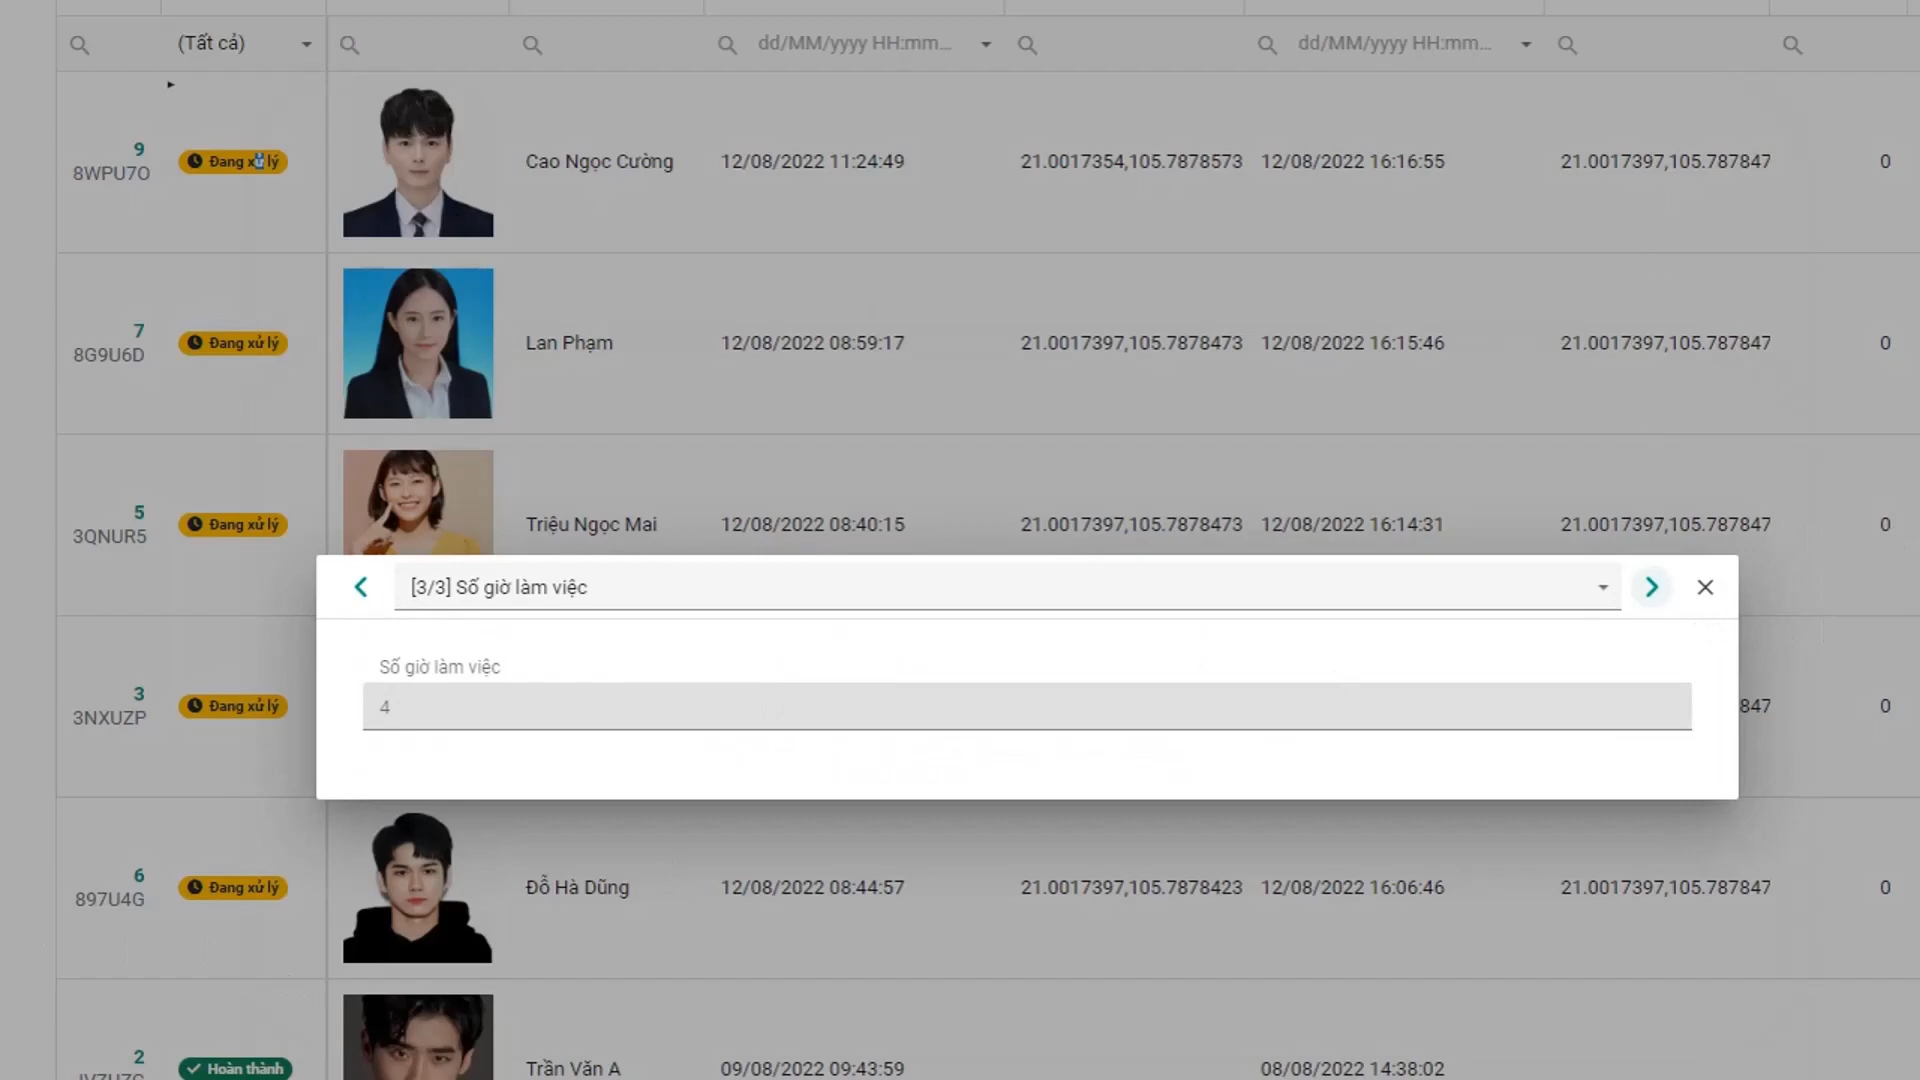 (Tất cả) dd/MM/yyyy HH:mm... dd/MM/yyyy HH:mm...
9
8WPU7O Đang xử lý Cao Ngọc Cường 12/08/2022 11:24:49 21.0017354,105.7878573 12/08/2022 16:16:55 21.0017397,105.787847 0
7
8G9U6D Đang xử lý Lan Phạm 12/08/2022 08:59:17 21.0017397,105.7878473 12/08/2022 16:15:46 21.0017397,105.787847 0
5
3QNUR5 Đang xử lý Triệu Ngọc Mai 12/08/2022 08:40:15 21.0017397,105.7878473 12/08/2022 16:14:31 21.0017397,105.787847 0
[3/3] Số giờ làm việc
Số giờ làm việc
4
3
3NXUZP Đang xử lý 847 0
6
897U4G Đang xử lý Đỗ Hà Dũng 12/08/2022 08:44:57 21.0017397,105.7878423 12/08/2022 16:06:46 21.0017397,105.787847 0
2
Hoàn thành Trần Văn A 09/08/2022 09:43:59 08/08/2022 14:38:02